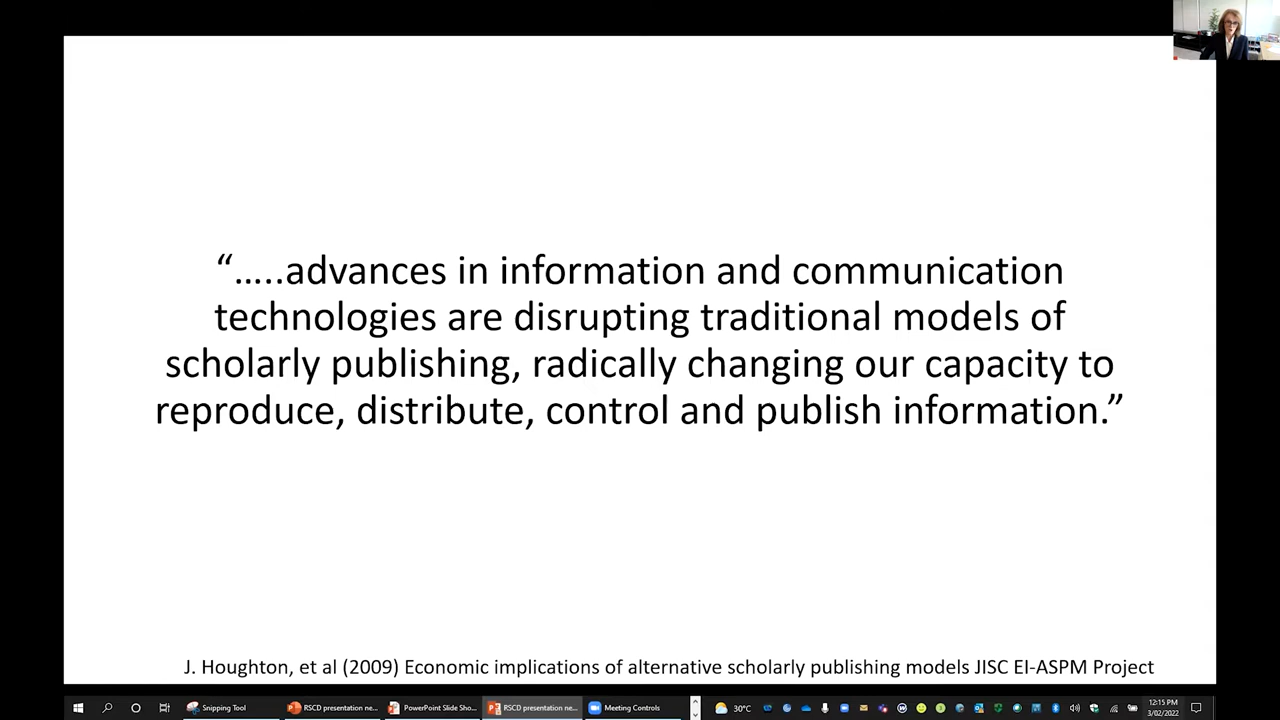 “…..advances in information and communication
technologies are disrupting traditional models of
scholarly publishing, radically changing our capacity to
reproduce, distribute, control and publish information.”
J. Houghton, et al (2009) Economic implications of alternative scholarly publishing models JISC EI-ASPM Project
Snipping Tool
RSCD presentation ne...
PowerPoint Slide Sho...
RSCD presentation ne...
Meeting Controls
30°C
12:15 PM
3/02/2022